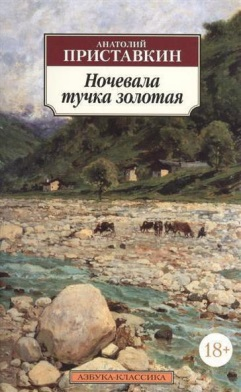 АНАТОЛИЙ
ПРИСТАВКИН
Ночевала
тучка золотая
18+
АЗБУКА-КЛАССИКА